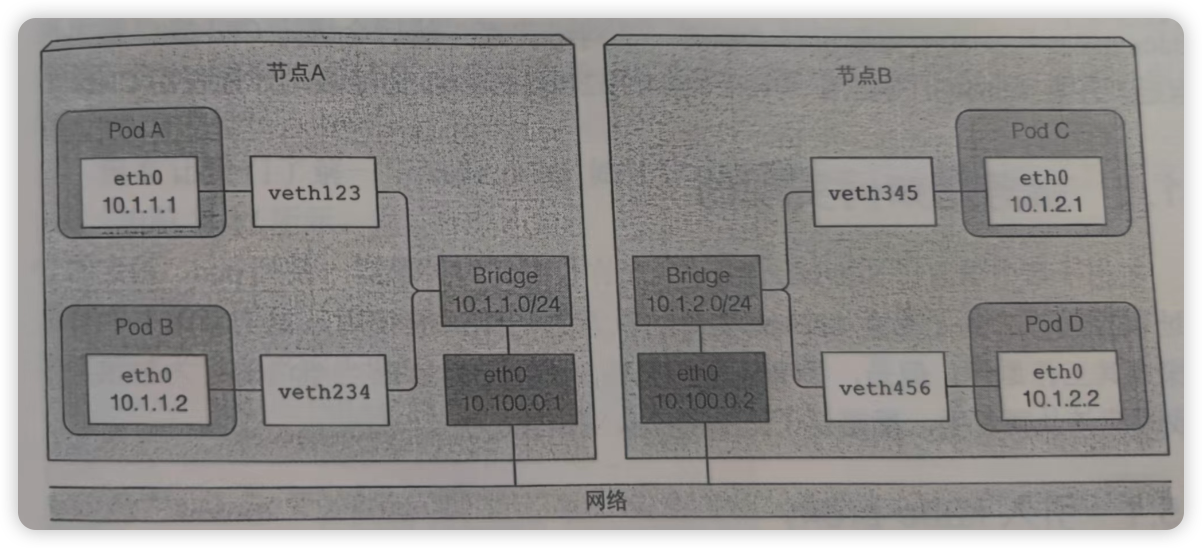 节点A
Pod A
eth0
10.1.1.1
veth123
Bridge
10.1.1.0/24
Pod B
eth0
10.1.1.2
veth234
eth0
10.100.0.1
节点B
Pod C
veth345
eth0
10.1.2.1
Bridge
10.1.2.0/24
Pod D
eth0
10.100.0.2
veth456
eth0
10.1.2.2
网络